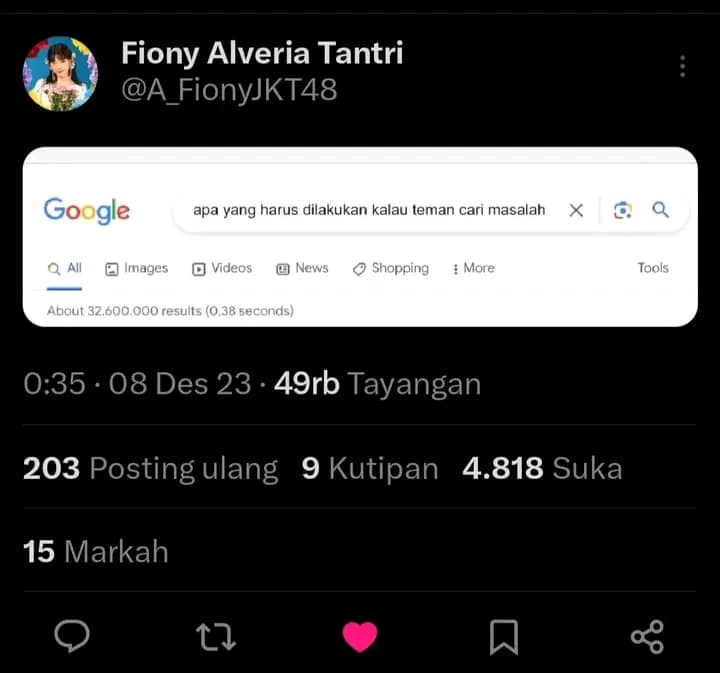 Fiony Alveria Tantri
@A_FionyJKT48
Google
apa yang harus dilakukan kalau teman cari masalah
All Images Videos News Shopping More Tools
About 32.600.000 results (0,38 seconds)
0:35 · 08 Des 23 · 49rb Tayangan
203 Posting ulang 9 Kutipan 4.818 Suka
15 Markah